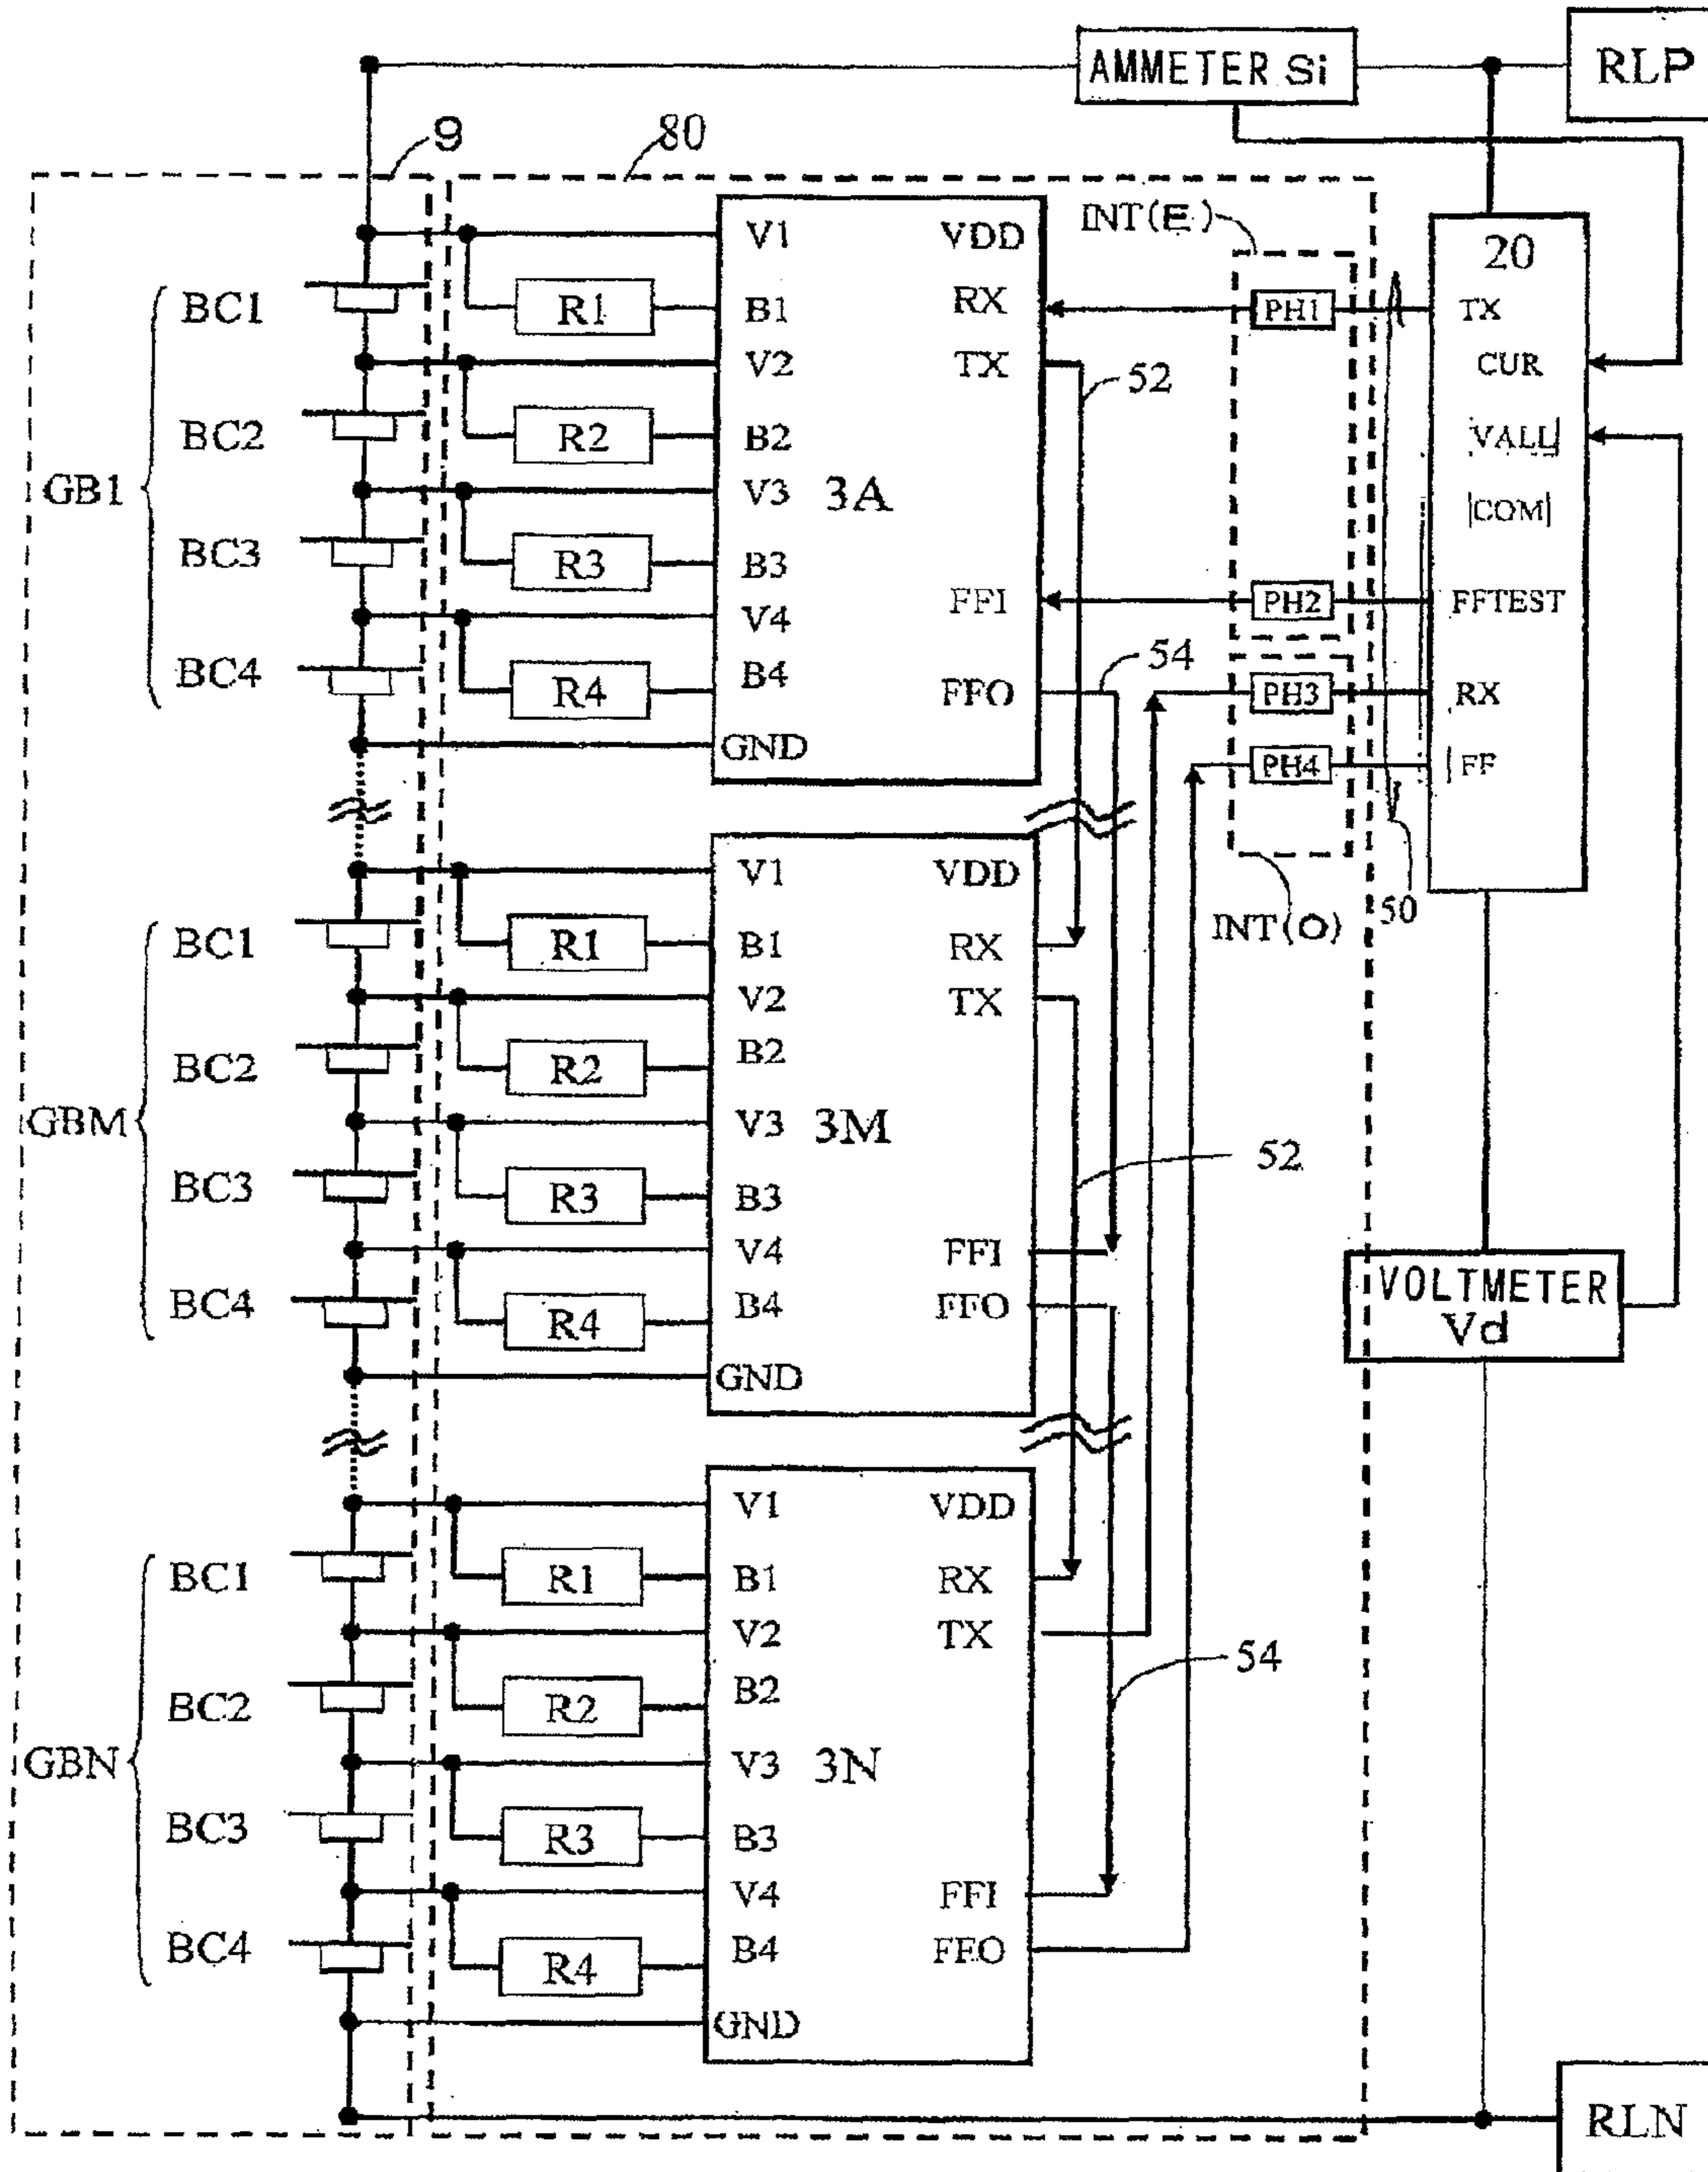 AMMETER Si
RLP
9
80
INT(E)
20
GB1
BC1
BC2
BC3
BC4
R1
R2
R3
R4
V1
B1
V2
B2
V3
B3
V4
B4
GND
3A
VDD
RX
TX
FFI
FFO
52
54
PH1
PH2
PH3
PH4
TX
CUR
VALL
COM
FFTEST
RX
FF
50
INT(O)
GBM
BC1
BC2
BC3
BC4
R1
R2
R3
R4
V1
B1
V2
B2
V3
B3
V4
B4
GND
3M
VDD
RX
TX
FFI
FFO
52
VOLTMETER
Vd
GBN
BC1
BC2
BC3
BC4
R1
R2
R3
R4
V1
B1
V2
B2
V3
B3
V4
B4
GND
3N
VDD
RX
TX
FFI
FFO
54
RLN